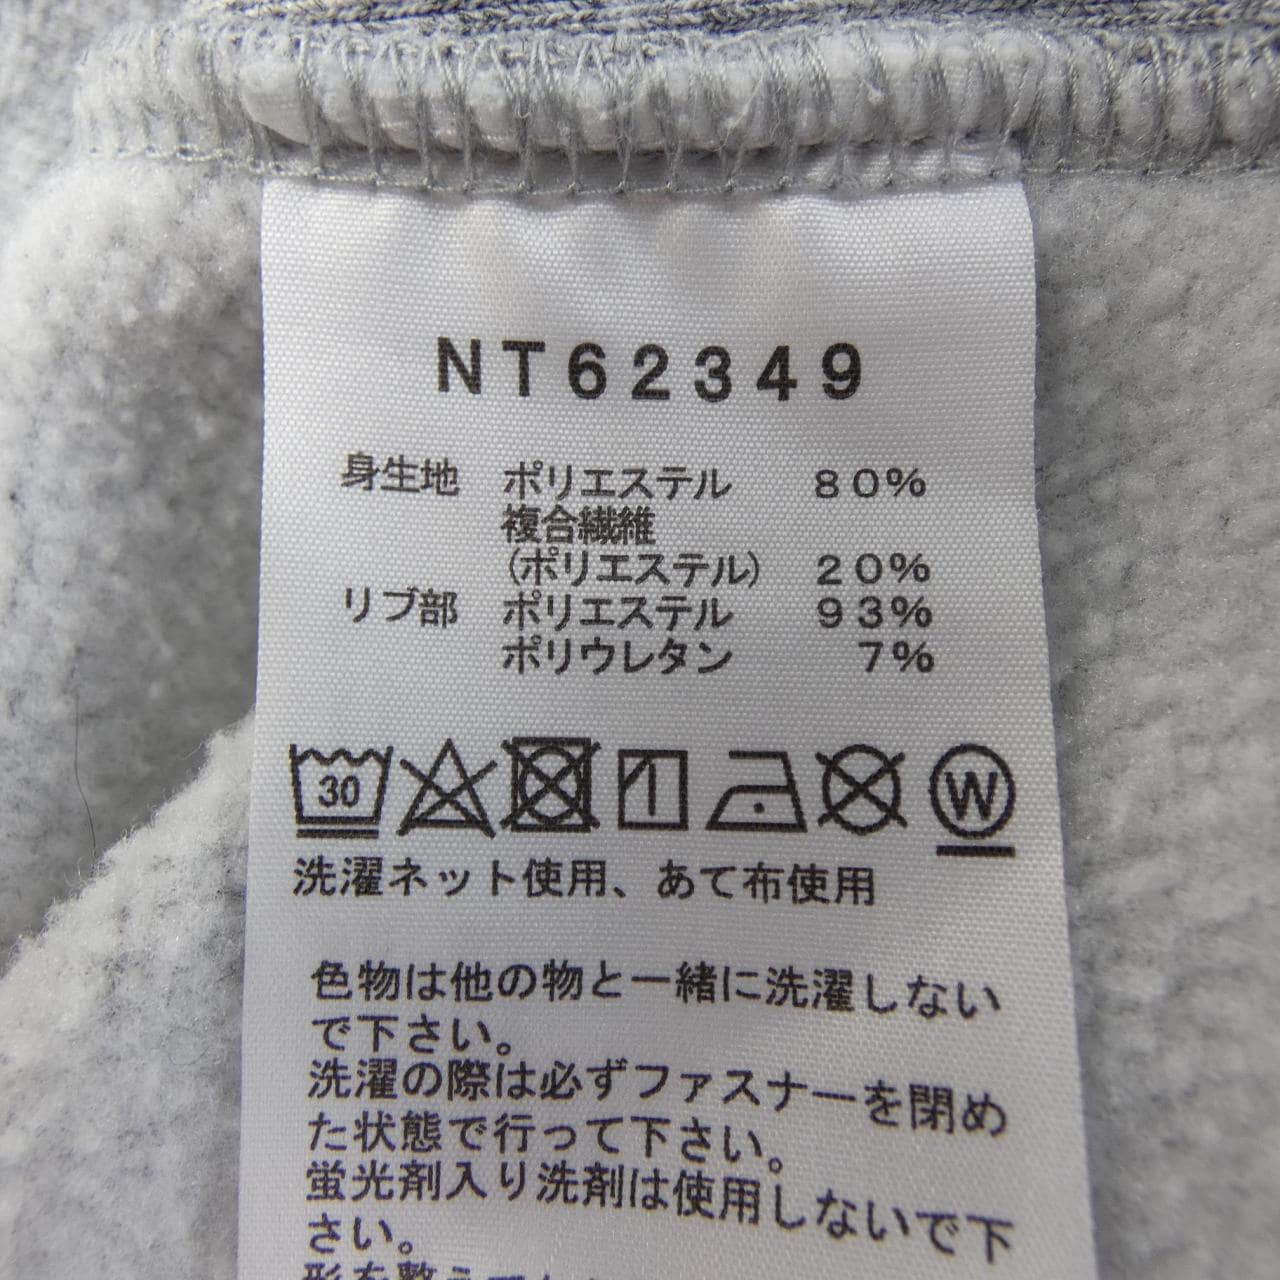 NT62349
身生地 ポリエステル 80%
複合繊維
(ポリエステル) 20%
リブ部 ポリエステル 93%
ポリウレタン 7%
30 W
洗濯ネット使用、あて布使用
色物は他の物と一緒に洗濯しない
で下さい。
洗濯の際は必ずファスナーを閉め
た状態で行って下さい。
蛍光剤入り洗剤は使用しないで下
さい。
形を整えて